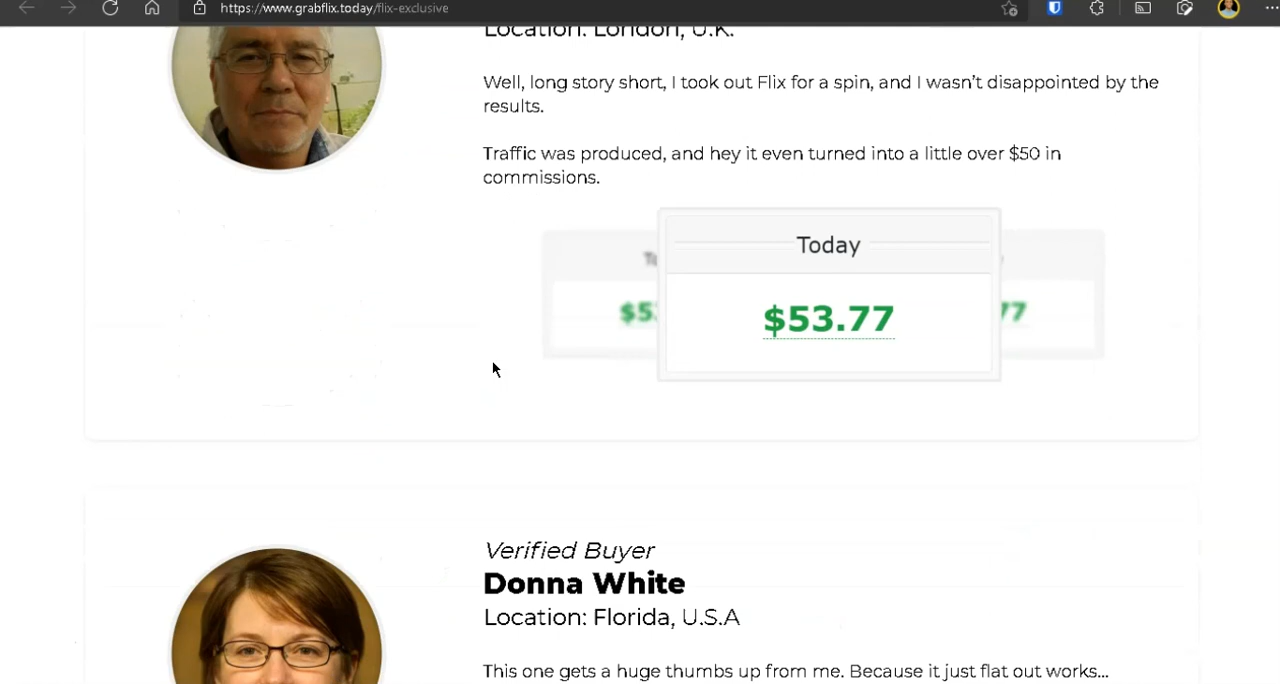 https://www.grabflix.today/flix-exclusive
Location: London, U.K.
Well, long story short, I took out Flix for a spin, and I wasn’t disappointed by the
results.
Traffic was produced, and hey it even turned into a little over $50 in
commissions.
Today
$53.77
Verified Buyer
Donna White
Location: Florida, U.S.A
This one gets a huge thumbs up from me. Because it just flat out works...